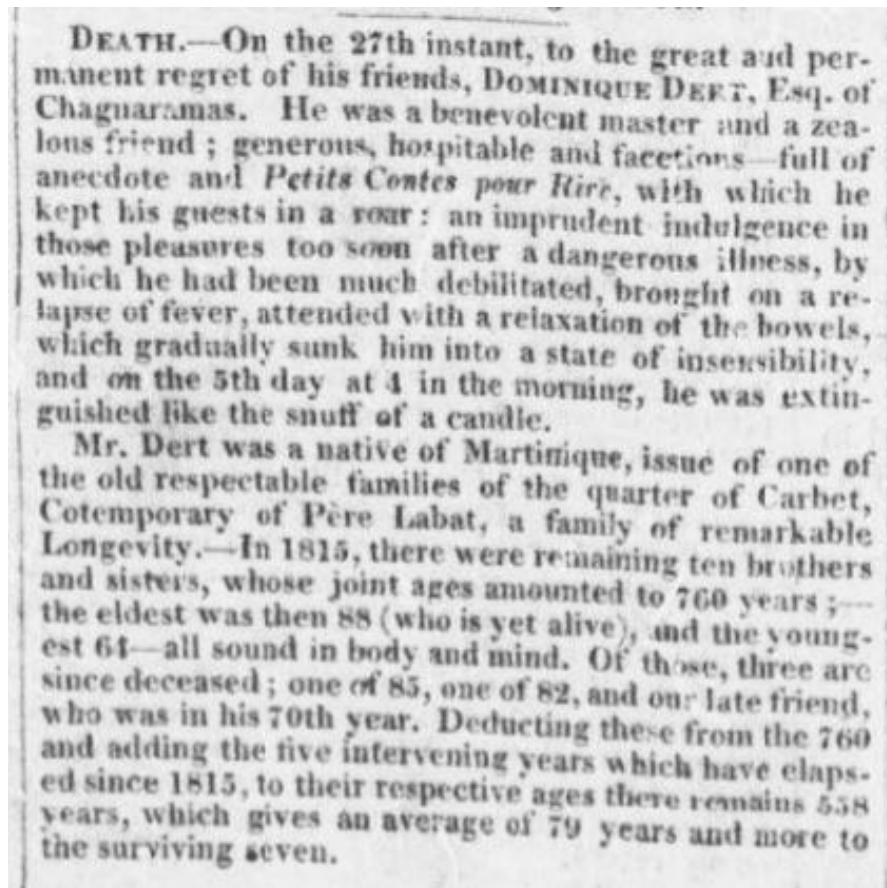 DEATH.—On the 27th instant, to the great and per-
manent regret of his friends, DOMINIQUE DERT, Esq. of
Chaguaramas. He was a benevolent master and a zea-
lous friend ; generous, hospitable and facetious—full of
anecdote and Petits Contes pour Rire, with which he
kept his guests in a roar : an imprudent indulgence in
those pleasures too soon after a dangerous illness, by
which he had been much debilitated, brought on a re-
lapse of fever, attended with a relaxation of the bowels,
which gradually sunk him into a state of insensibility,
and on the 5th day at 4 in the morning, he was extin-
guished like the snuff of a candle.
Mr. Dert was a native of Martinique, issue of one of
the old respectable families of the quarter of Carbet,
Cotemporary of Père Labat, a family of remarkable
Longevity.—In 1815, there were remaining ten brothers
and sisters, whose joint ages amounted to 760 years ;—
the eldest was then 88 (who is yet alive), and the young-
est 64—all sound in body and mind. Of those, three are
since deceased ; one of 85, one of 82, and our late friend,
who was in his 70th year. Deducting these from the 760
and adding the five intervening years which have elaps-
ed since 1815, to their respective ages there remains 558
years, which gives an average of 79 years and more to
the surviving seven.